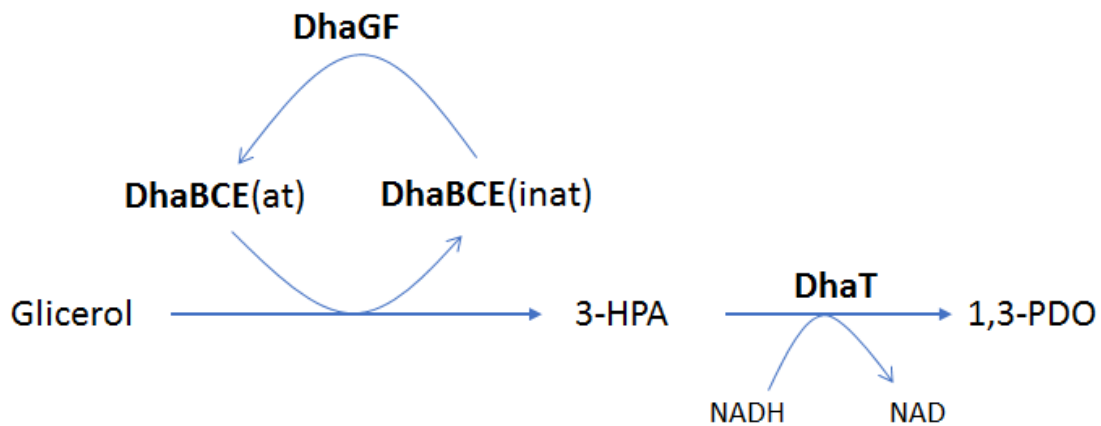 DhaGF
DhaBCE(at) DhaBCE(inat)
DhaT
Glicerol 3-HPA 1,3-PDO
NADH NAD